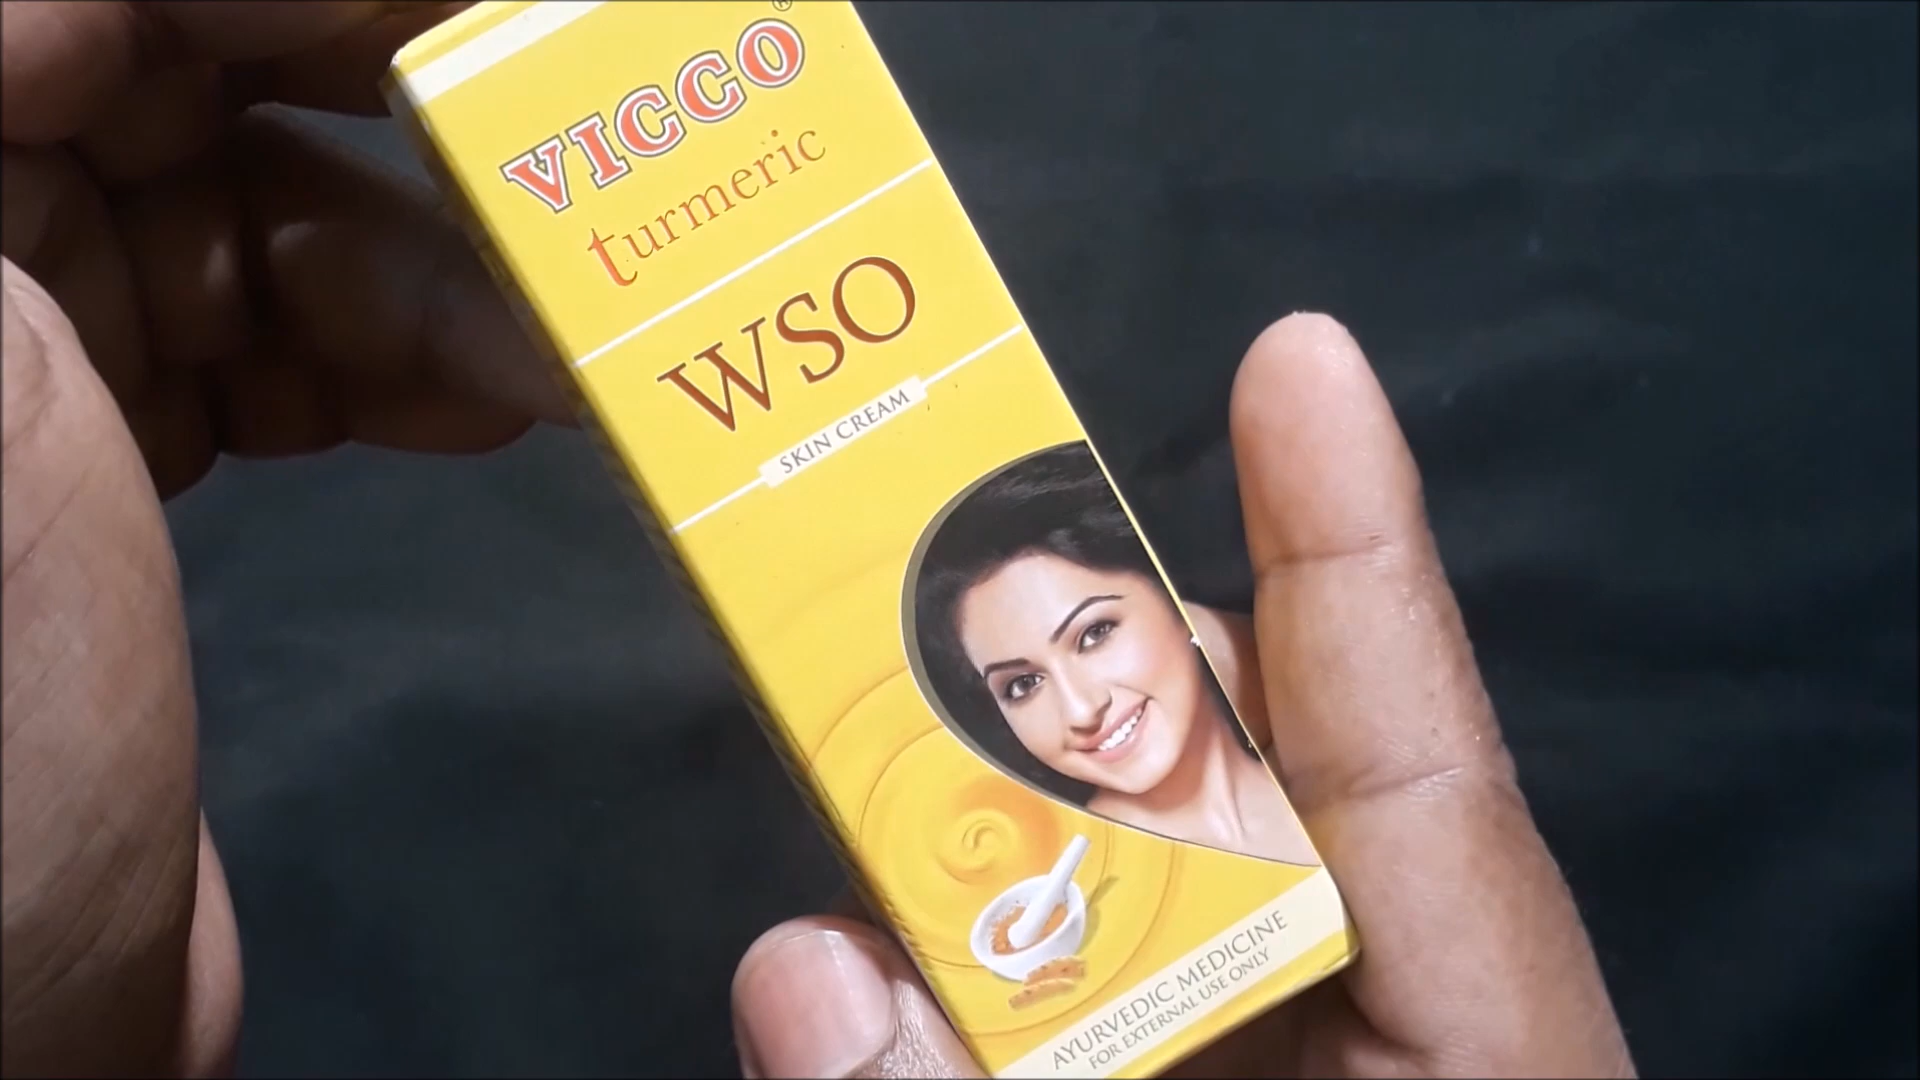 VICCO®
turmeric
WSO
SKIN CREAM
AYURVEDIC MEDICINE
FOR EXTERNAL USE ONLY